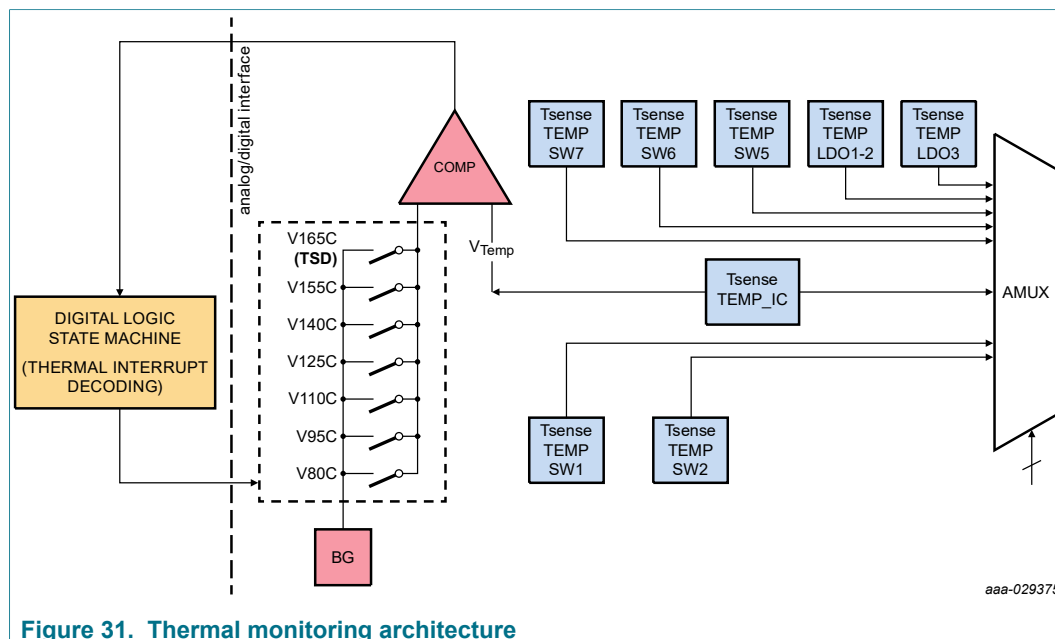 analog/digital interface
COMP
V165C
(TSD)
V155C
V140C
V125C
V110C
V95C
V80C
BG
DIGITAL LOGIC
STATE MACHINE
(THERMAL INTERRUPT
DECODING)
VTemp
Tsense
TEMP
SW7
Tsense
TEMP
SW6
Tsense
TEMP
SW5
Tsense
TEMP
LDO1-2
Tsense
TEMP
LDO3
Tsense
TEMP_IC
AMUX
Tsense
TEMP
SW1
Tsense
TEMP
SW2
aaa-029375
Figure 31. Thermal monitoring architecture